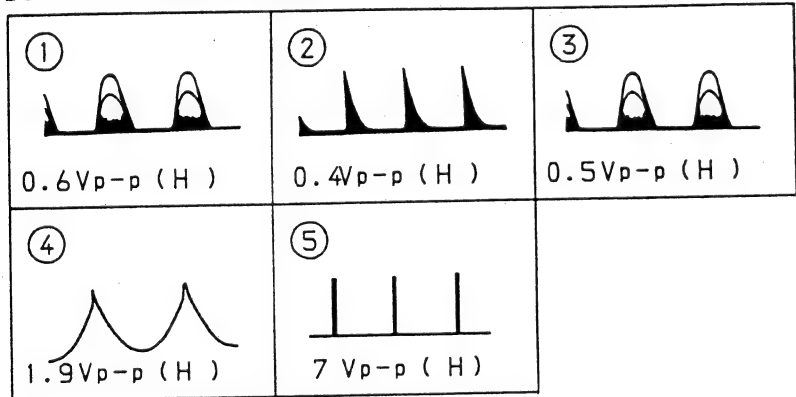 ① ② ③
0.6Vp-p ( H ) 0.4Vp-p ( H ) 0.5Vp-p ( H )
④ ⑤
1.9Vp-p ( H ) 7 Vp-p ( H )